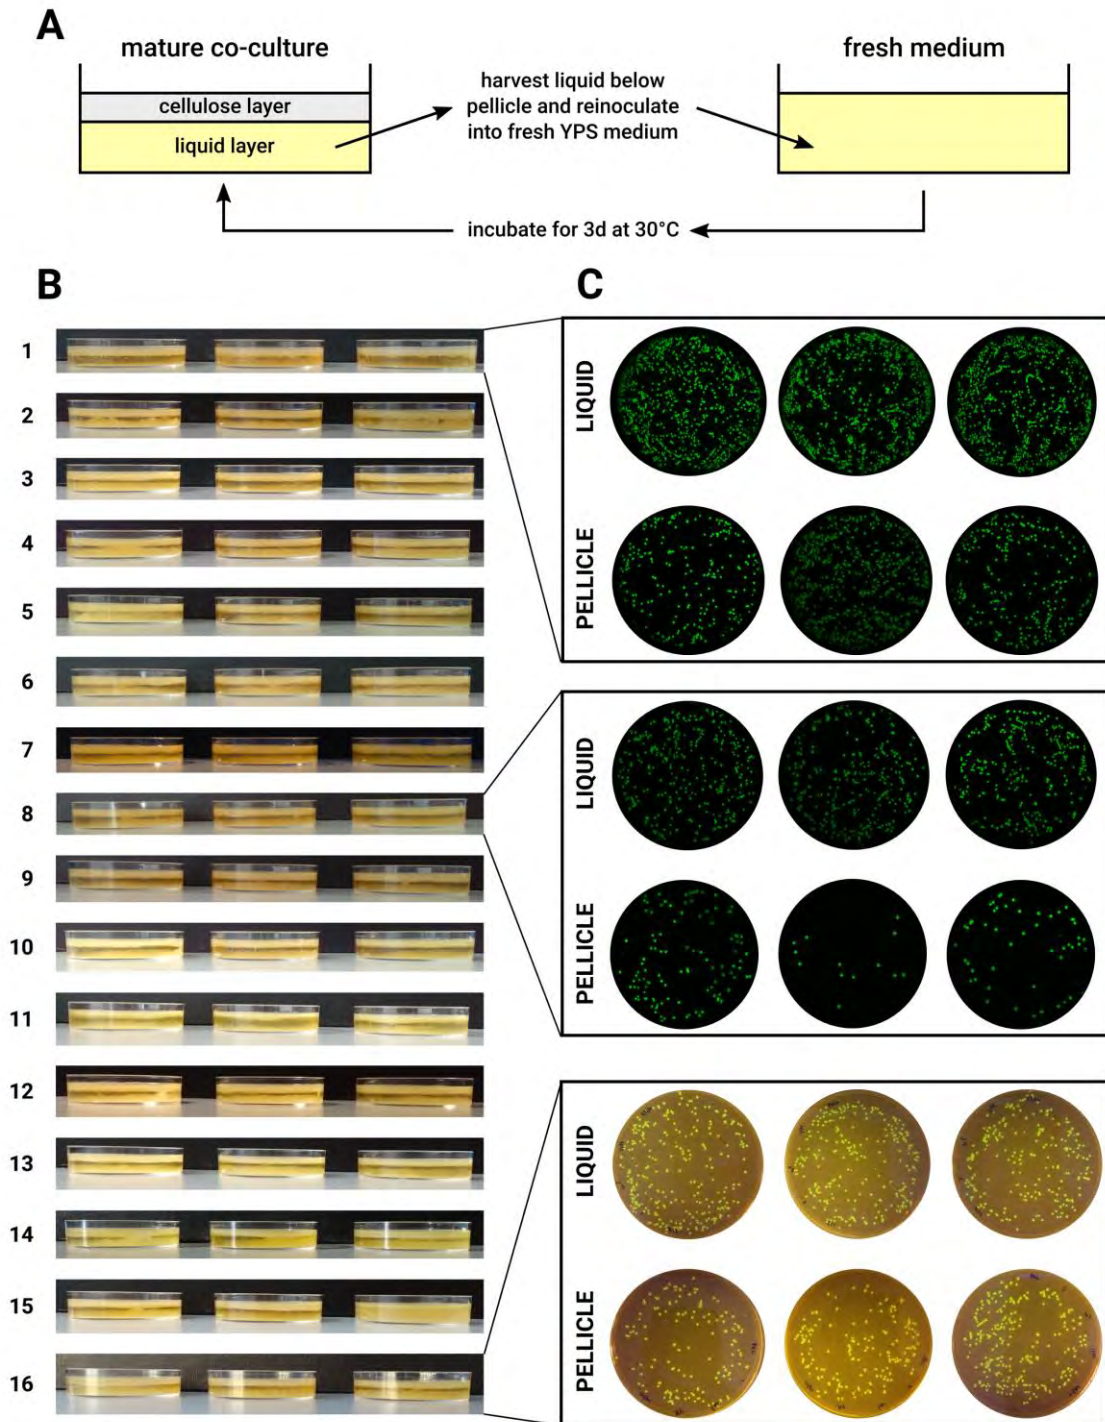 A
mature co-culture
cellulose layer
liquid layer
harvest liquid below
pellicle and reinoculate
into fresh YPS medium
fresh medium
incubate for 3d at 30°C
B
1
2
3
4
5
6
7
8
9
10
11
12
13
14
15
16
C
LIQUID
PELLICLE
LIQUID
PELLICLE
LIQUID
PELLICLE